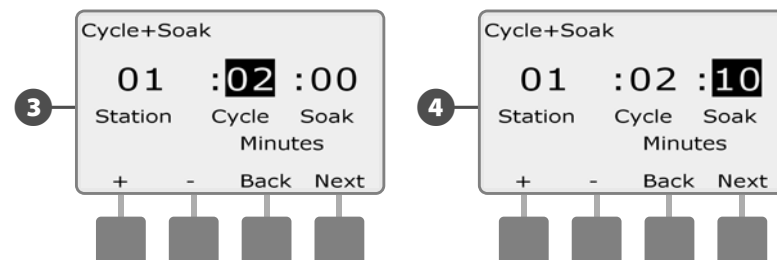 Cycle+Soak
01 :02 :00
Station Cycle Soak
Minutes
+ - Back Next
3
Cycle+Soak
01 :02 :10
Station Cycle Soak
Minutes
+ - Back Next
4